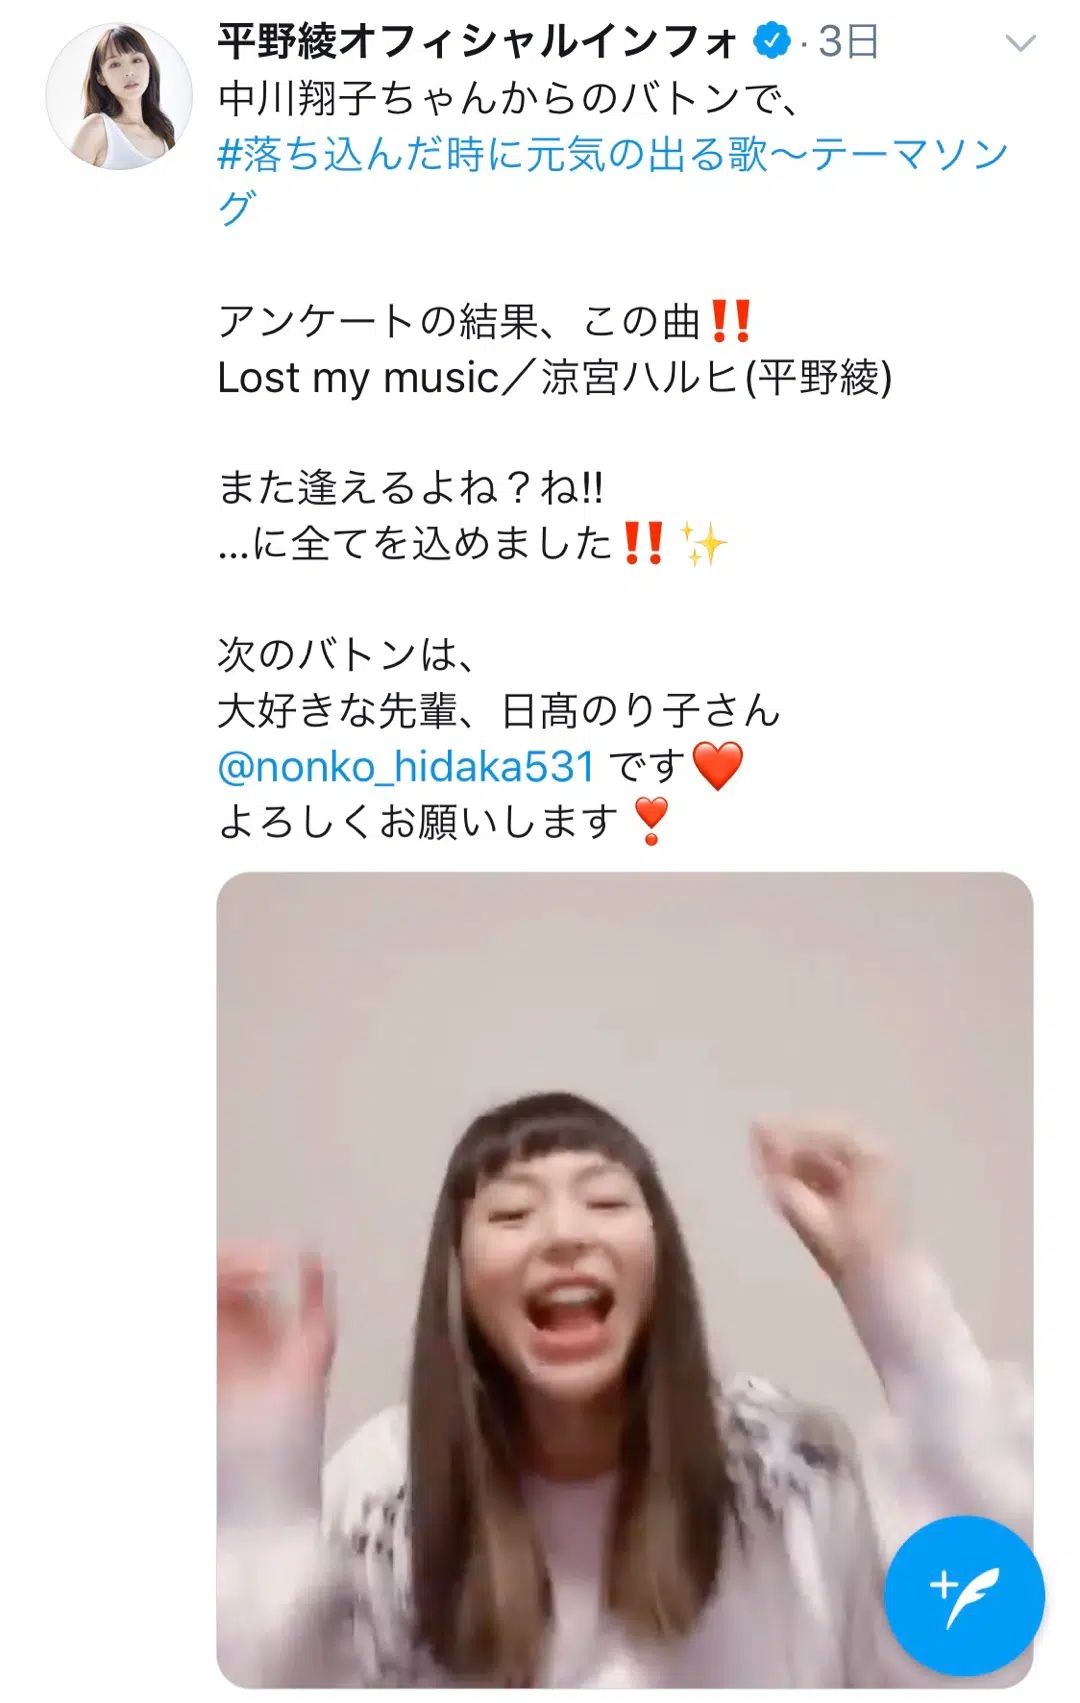 平野綾オフィシャルインフォ · 3日
中川翔子ちゃんからのバトンで、
#落ち込んだ時に元気の出る歌〜テーマソン
グ
アンケートの結果、この曲‼️
Lost my music／涼宮ハルヒ(平野綾)
また逢えるよね？ね!!
...に全てを込めました‼️✨
次のバトンは、
大好きな先輩、日髙のり子さん
@nonko_hidaka531 です❤️
よろしくお願いします❣️